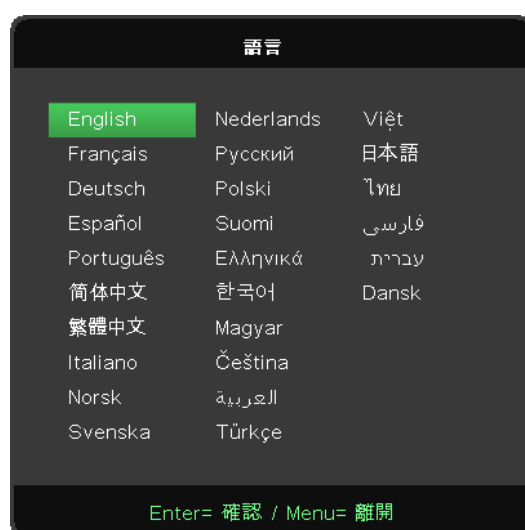 語言
English
Français
Deutsch
Español
Português
简体中文
繁體中文
Italiano
Norsk
Svenska
Nederlands
Русский
Polski
Suomi
Ελληνικά
한국어
Magyar
Čeština
العربية
Türkçe
Việt
日本語
ไทย
فارسی
עברית
Dansk
Enter= 確認 / Menu= 離開